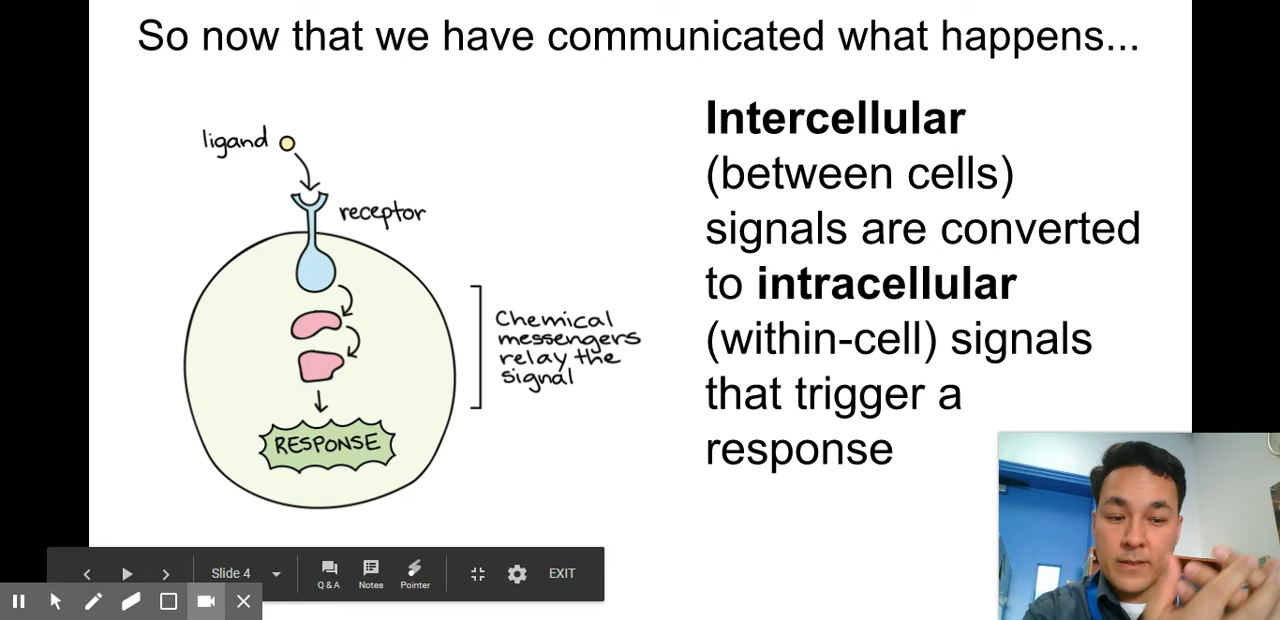 So now that we have communicated what happens...
ligand
receptor
Chemical
messengers
relay the
signal
RESPONSE
Intercellular
(between cells)
signals are converted
to intracellular
(within-cell) signals
that trigger a
response
Slide 4
Q & A
Notes
Pointer
EXIT